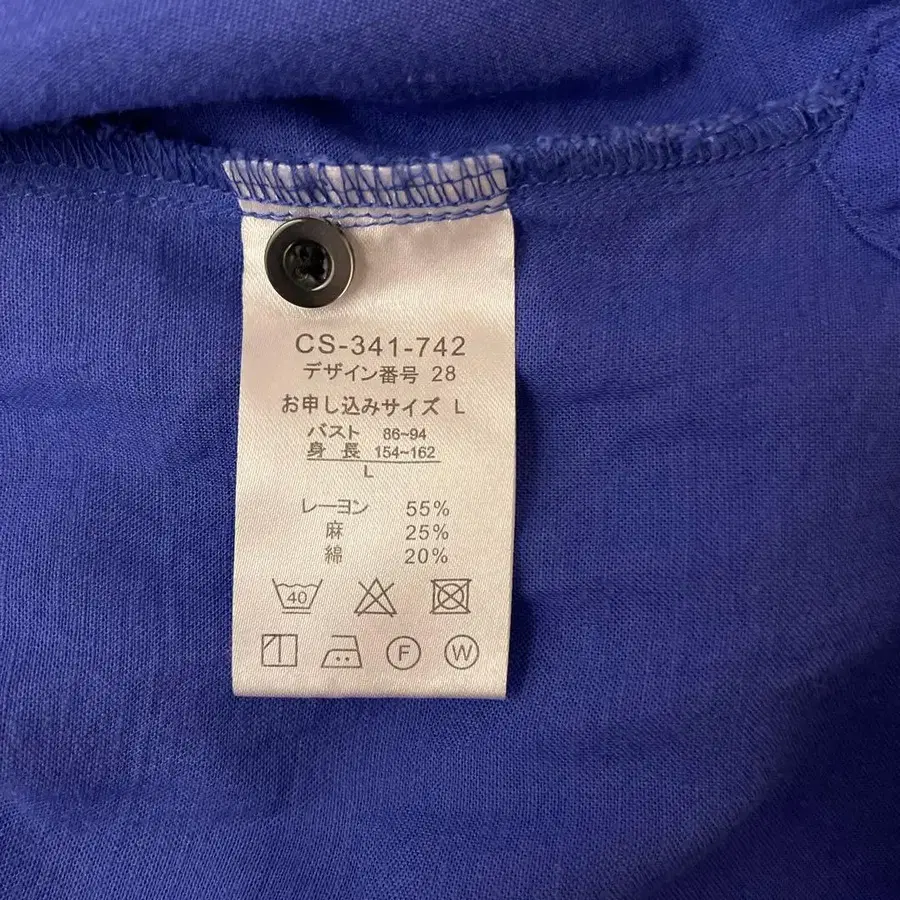 CS-341-742
デザイン番号 28
お申し込みサイズ L
バスト 86~94
身 長 154~162
L
レーヨン 55%
麻 25%
綿 20%
40
F W